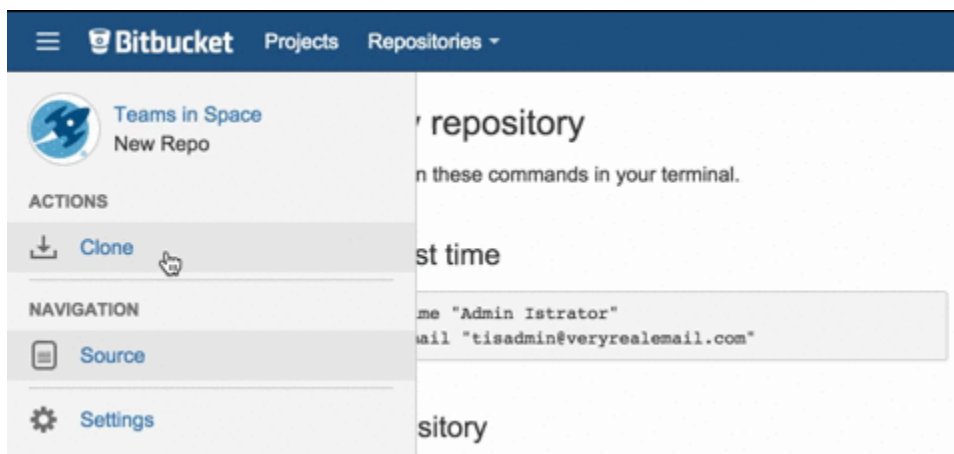 Bitbucket Projects Repositories
Teams in Space
New Repo
ACTIONS
Clone
NAVIGATION
Source
Settings
repository
n these commands in your terminal.
st time
me "Admin Istrator"
ail "tisadmin@veryrealemail.com"
sitory